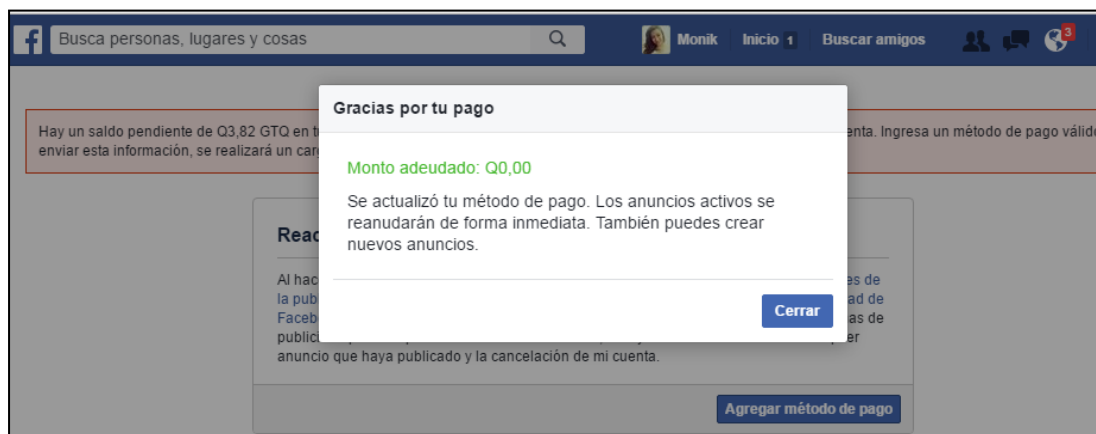 f
Busca personas, lugares y cosas
Monik Inicio 1 Buscar amigos 3
Gracias por tu pago
Hay un saldo pendiente de Q3,82 GTQ en enta. Ingresa un método de pago válido
enviar esta información, se realizará un
Monto adeudado: Q0,00
Se actualizó tu método de pago. Los anuncios activos se
reanudarán de forma inmediata. También puedes crear
nuevos anuncios.
Reac
Al hac es de
la pub ad de
Faceb as de
publici er
anuncio que haya publicado y la cancelación de mi cuenta.
Cerrar
Agregar método de pago